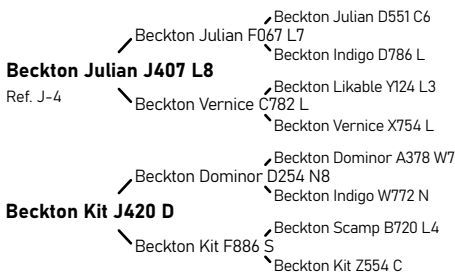 Beckton Julian D551 C6
Beckton Julian F067 L7
Beckton Indigo D786 L
Beckton Julian J407 L8
Ref. J-4
Beckton Likable Y124 L3
Beckton Vernice C782 L
Beckton Vernice X754 L
Beckton Dominor A378 W7
Beckton Dominor D254 N8
Beckton Indigo W772 N
Beckton Kit J420 D
Beckton Scamp B720 L4
Beckton Kit F886 S
Beckton Kit Z554 C